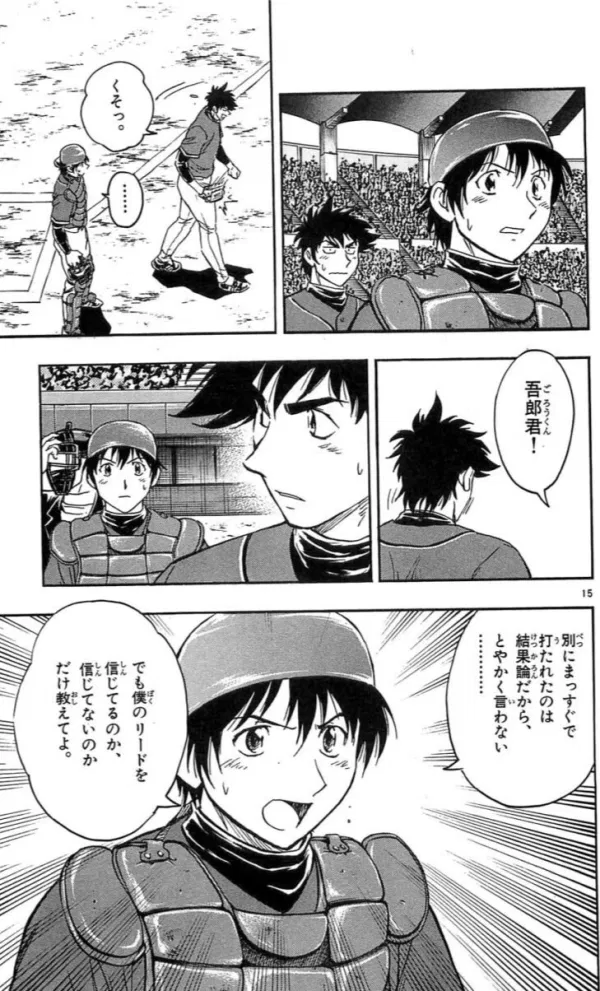 くそっ。
………
吾郎君!
15
別にまっすぐで
打たれたのは
結果論だから、
とやかく言わない
…………
でも僕のリードを
信じてるのか、
信じてないのか
だけ教えてよ。